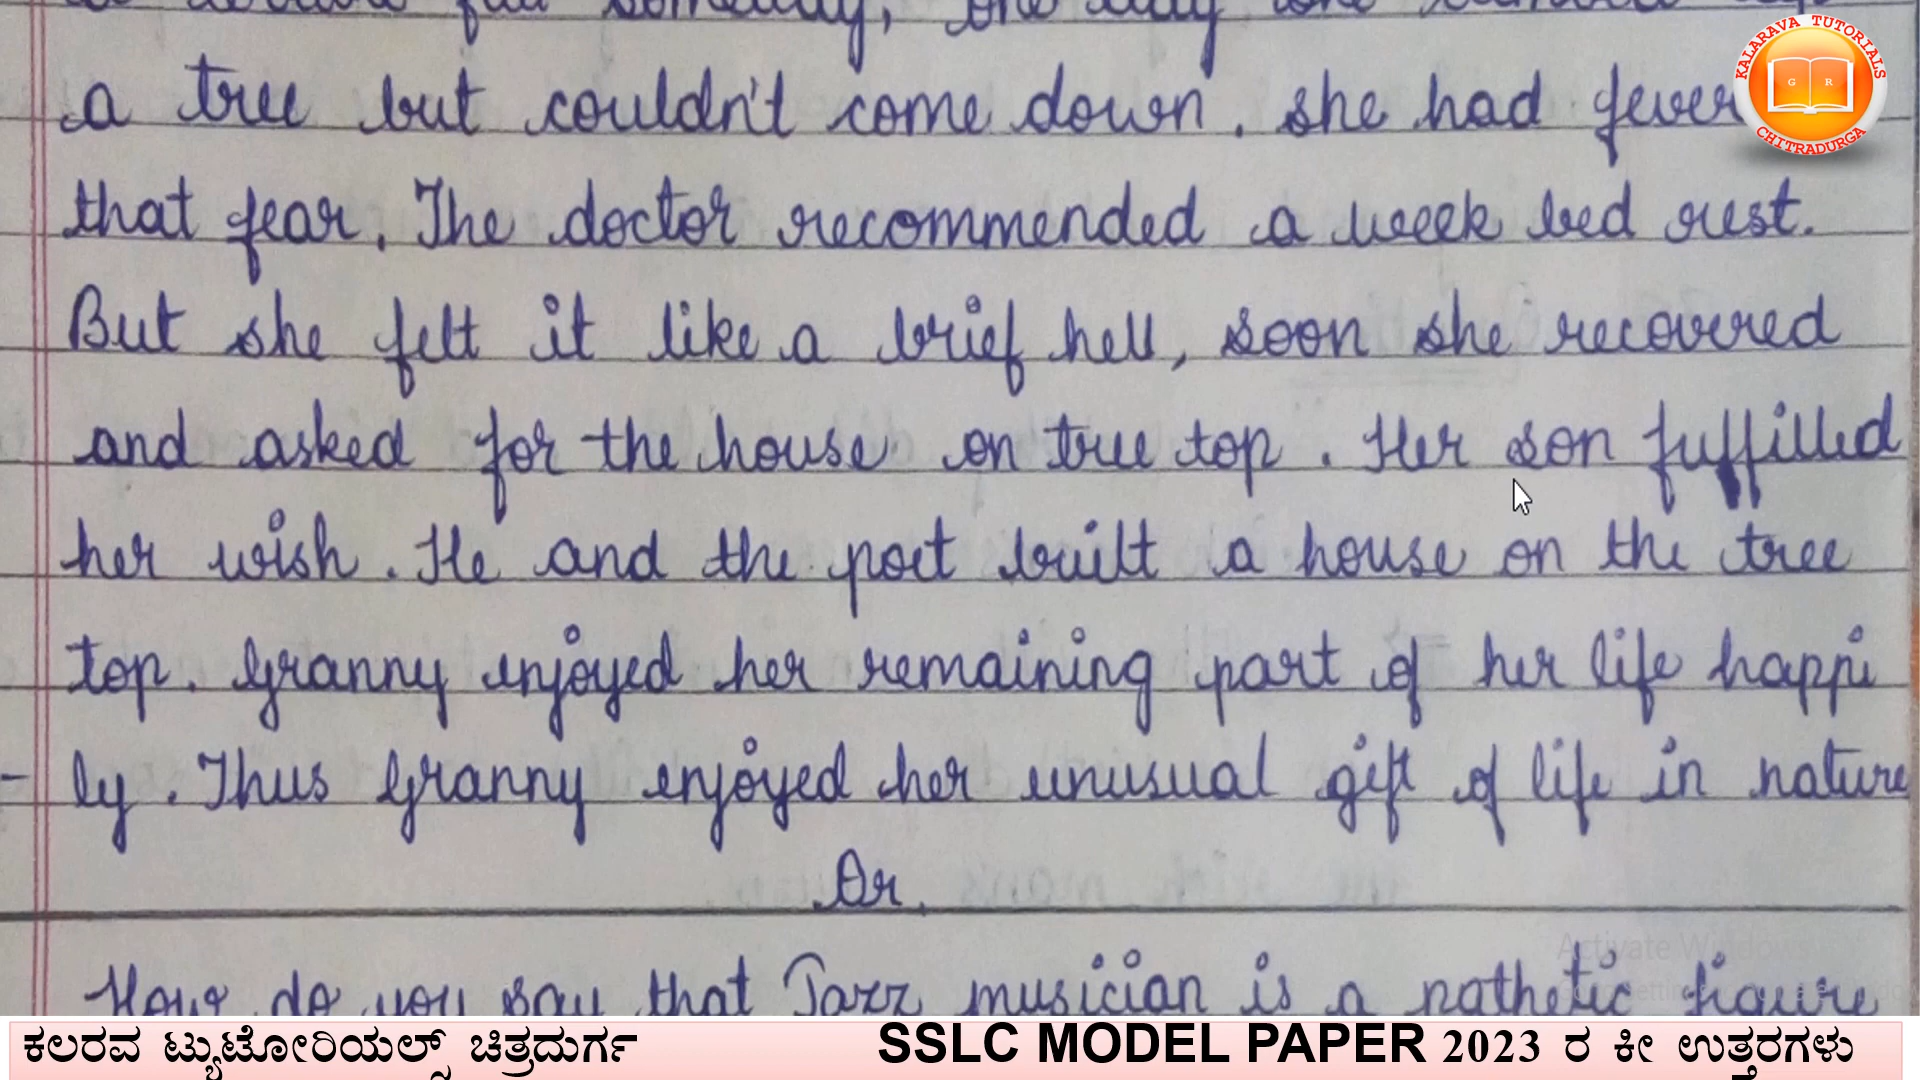 a tree but couldn't come down. she had fever
that fear. The doctor recommended a week bed rest.
But she felt it like a brief hell, soon she recovered
and asked for the house on tree top. Her son fulfilled
her wish. He and the poet built a house on the tree
top. Granny enjoyed her remaining part of her life happi
- ly. Thus Granny enjoyed her unusual gift of life in nature
Or.
How do you say that Jazz musician is a pathetic figure
KALARAVA TUTORIALS
G R
CHITRADURGA
Activate Windows
ಕಲರವ ಟ್ಯುಟೋರಿಯಲ್ಸ್ ಚಿತ್ರದುರ್ಗ SSLC MODEL PAPER 2023 ರ ಕೀ ಉತ್ತರಗಳು